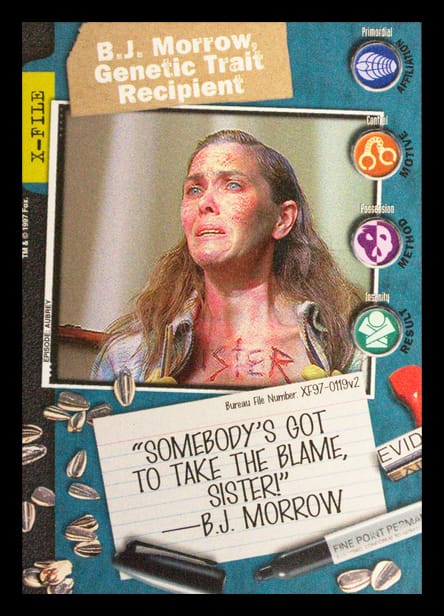 B.J. Morrow,
Genetic Trait
Recipient
X-FILE
TM & © 1997 Fox.
EPISODE: AUBREY
Primordial
AFFILIATION
Control
MOTIVE
Possession
METHOD
Insanity
RESULT
SISTER
Bureau File Number: XF97-0119v2
“SOMEBODY'S GOT
TO TAKE THE BLAME,
SISTER!”
—B.J. MORROW
EVID
FINE POINT PERMA